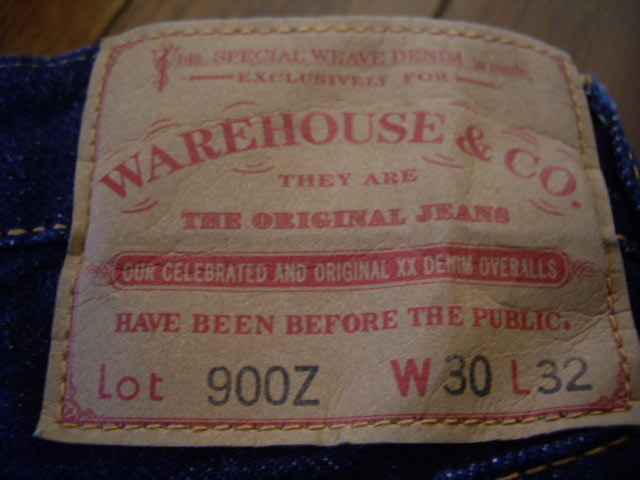 This SPECIAL WEAVE DENIM is made
EXCLUSIVELY FOR
WAREHOUSE & CO.
THEY ARE
THE ORIGINAL JEANS
OUR CELEBRATED AND ORIGINAL XX DENIM OVERALLS
HAVE BEEN BEFORE THE PUBLIC.
Lot 900Z W30 L32